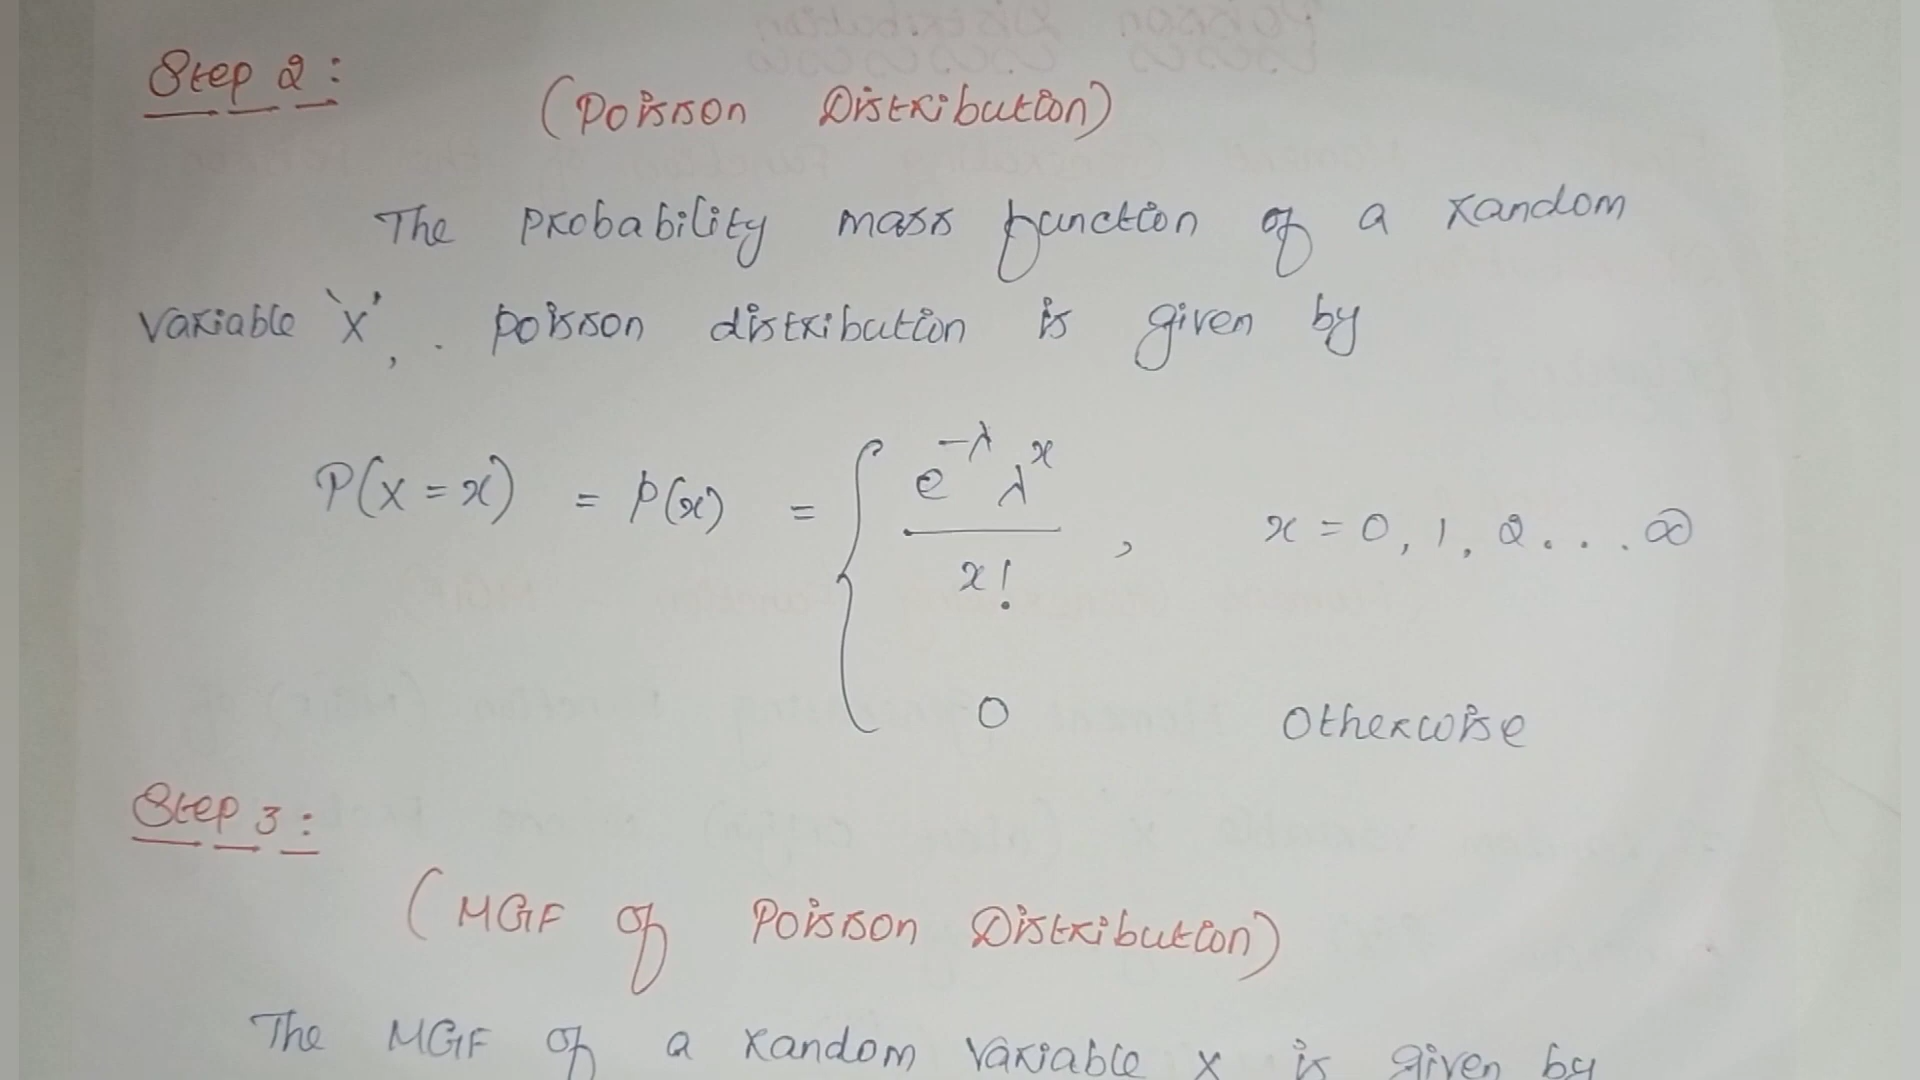 Step 2:
(Poisson Distribution)
The probability mass function of a random
variable 'X', . poisson distribution is given by
P(X = x) = p(x) = { e^{-λ} λ^x / x! , x = 0, 1, 2 . . . ∞
0 Otherwise
Step 3:
(MGF of Poisson Distribution)
The MGF of a random variable X is given by